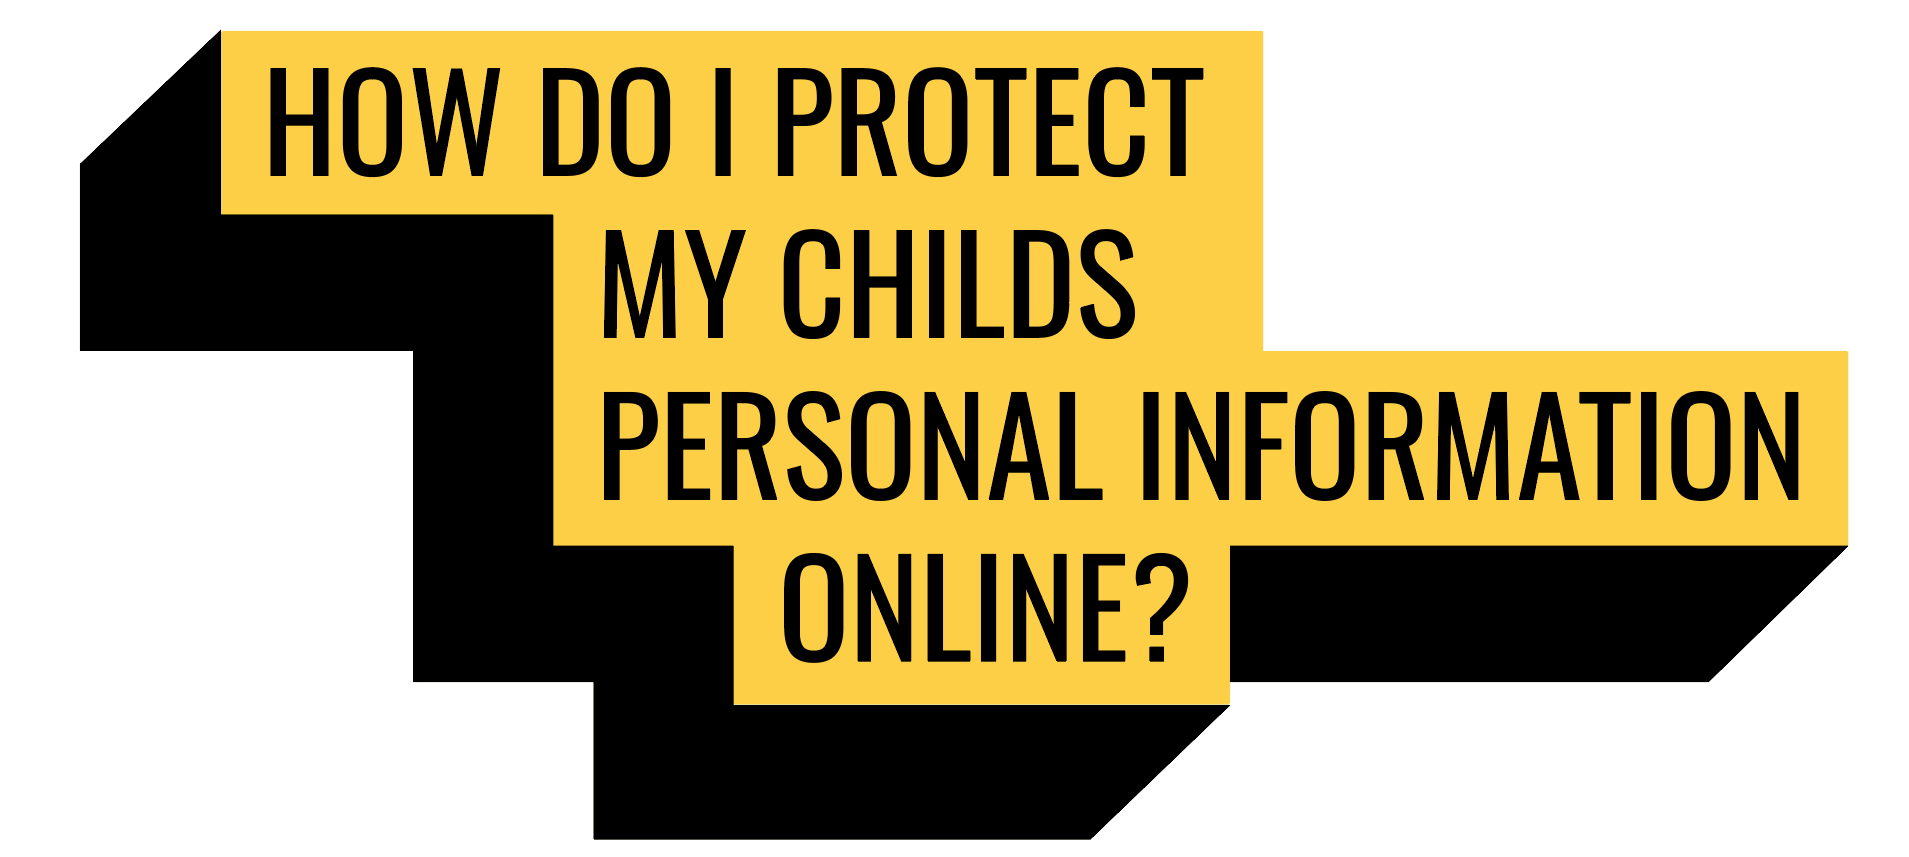 HOW DO I PROTECT
MY CHILDS
PERSONAL INFORMATION
ONLINE?